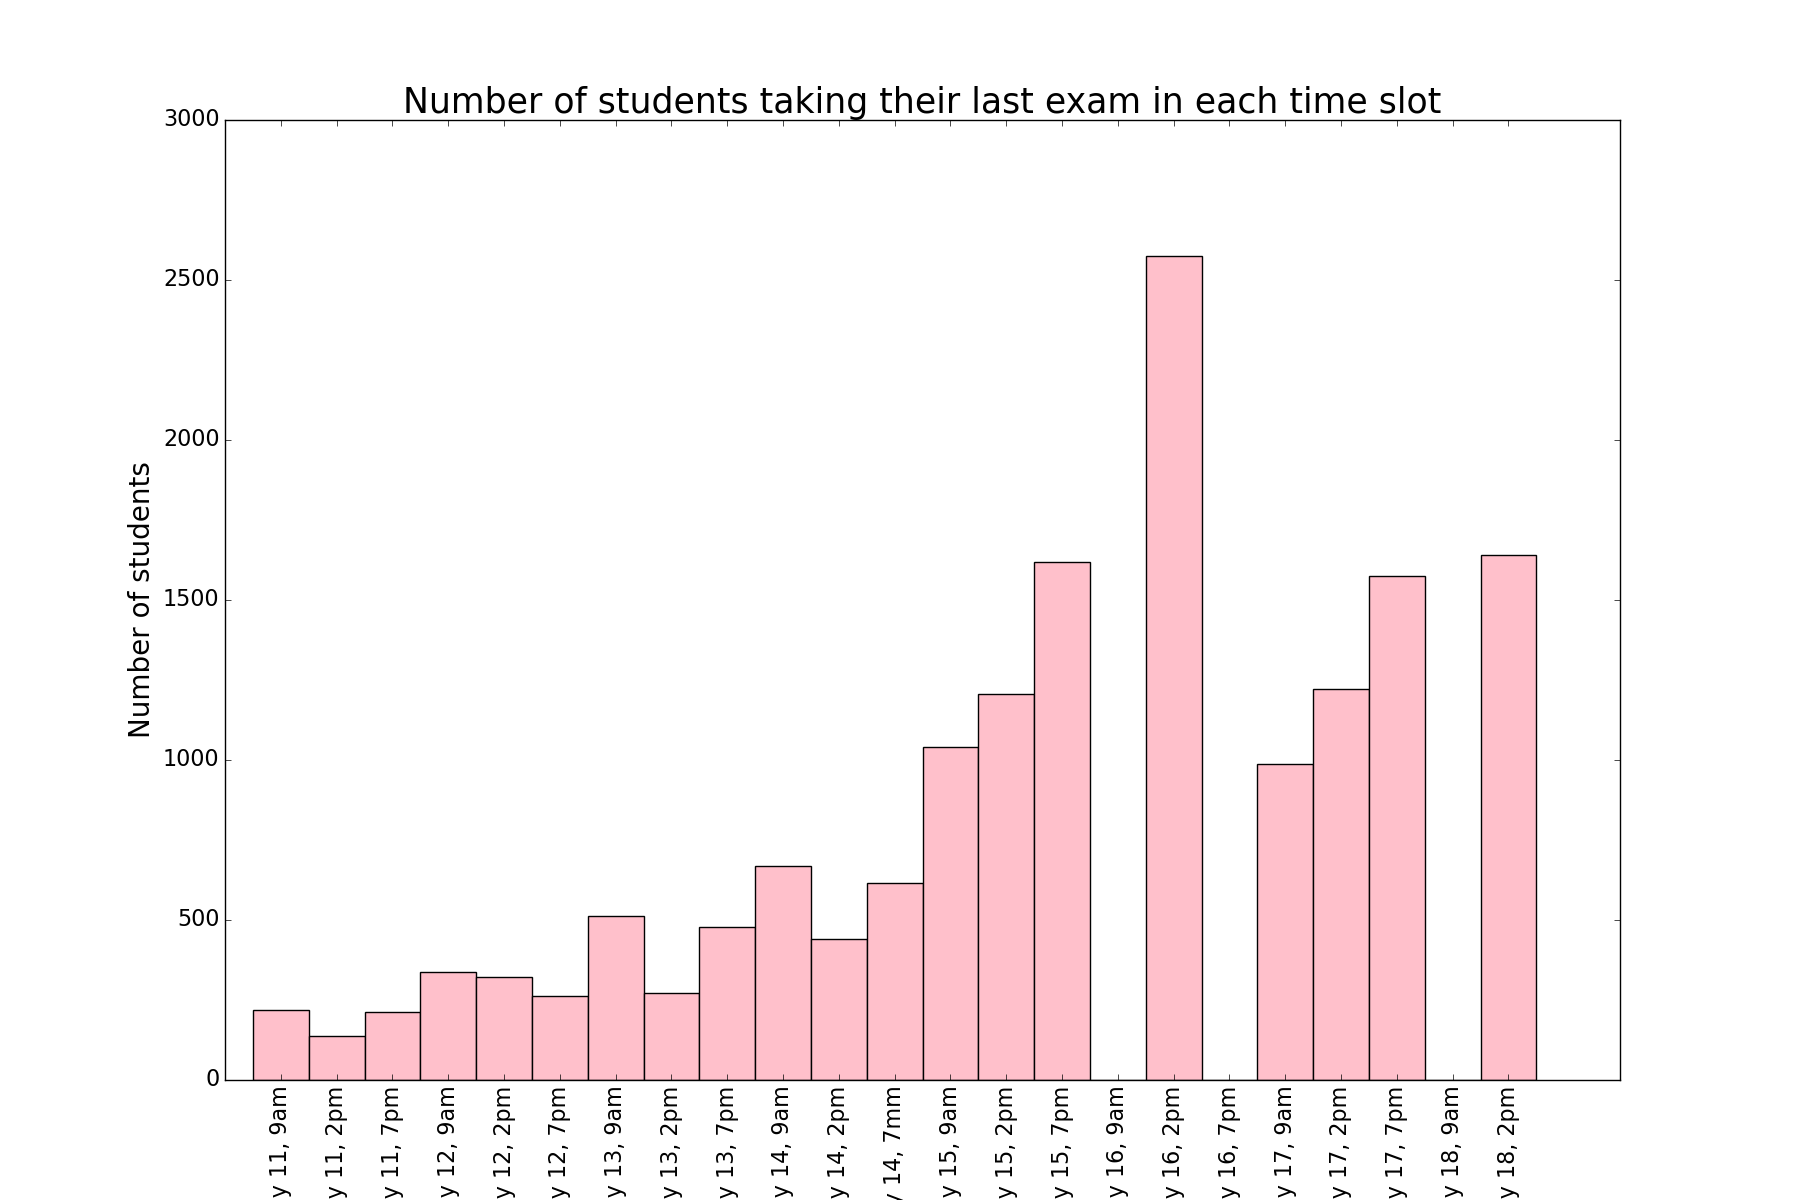 Number of students taking their last exam in each time slot
3000
2500
2000
1500
1000
500
0
Number of students
y 11, 9am
y 11, 2pm
y 11, 7pm
y 12, 9am
y 12, 2pm
y 12, 7pm
y 13, 9am
y 13, 2pm
y 13, 7pm
y 14, 9am
y 14, 2pm
y 14, 7mm
y 15, 9am
y 15, 2pm
y 15, 7pm
y 16, 9am
y 16, 2pm
y 16, 7pm
y 17, 9am
y 17, 2pm
y 17, 7pm
y 18, 9am
y 18, 2pm